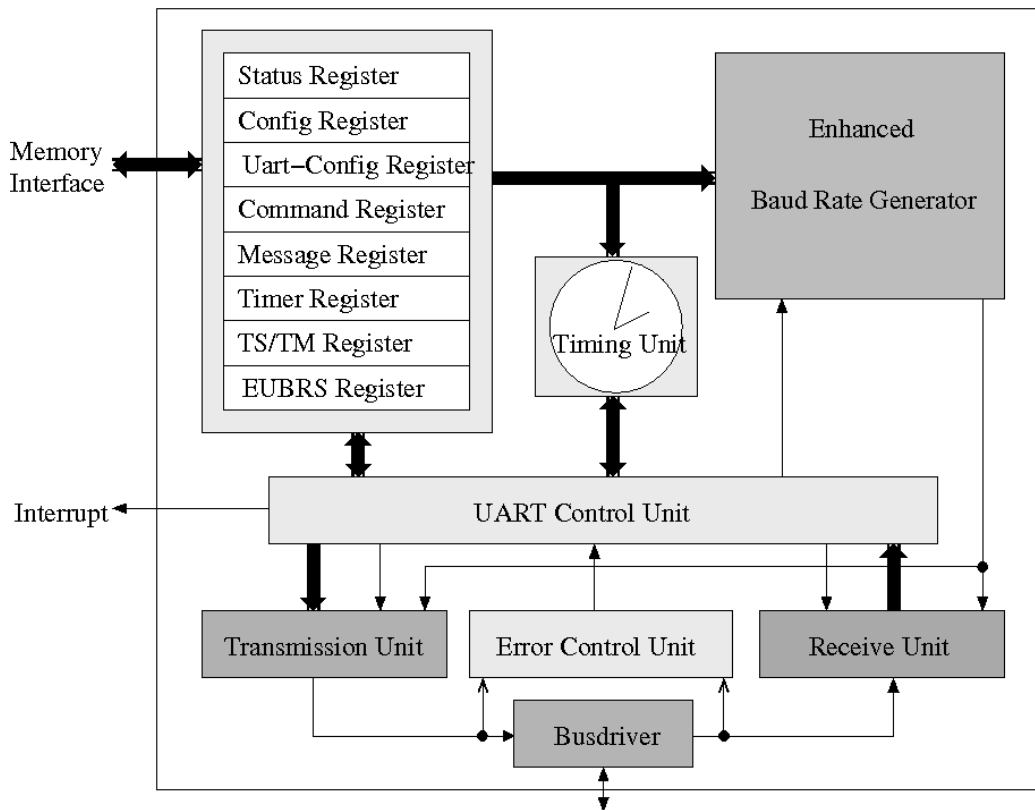 Status Register
Config Register
Uart–Config Register
Command Register
Message Register
Timer Register
TS/TM Register
EUBRS Register
Memory
Interface
Enhanced
Baud Rate Generator
Timing Unit
Interrupt
UART Control Unit
Transmission Unit
Error Control Unit
Receive Unit
Busdriver